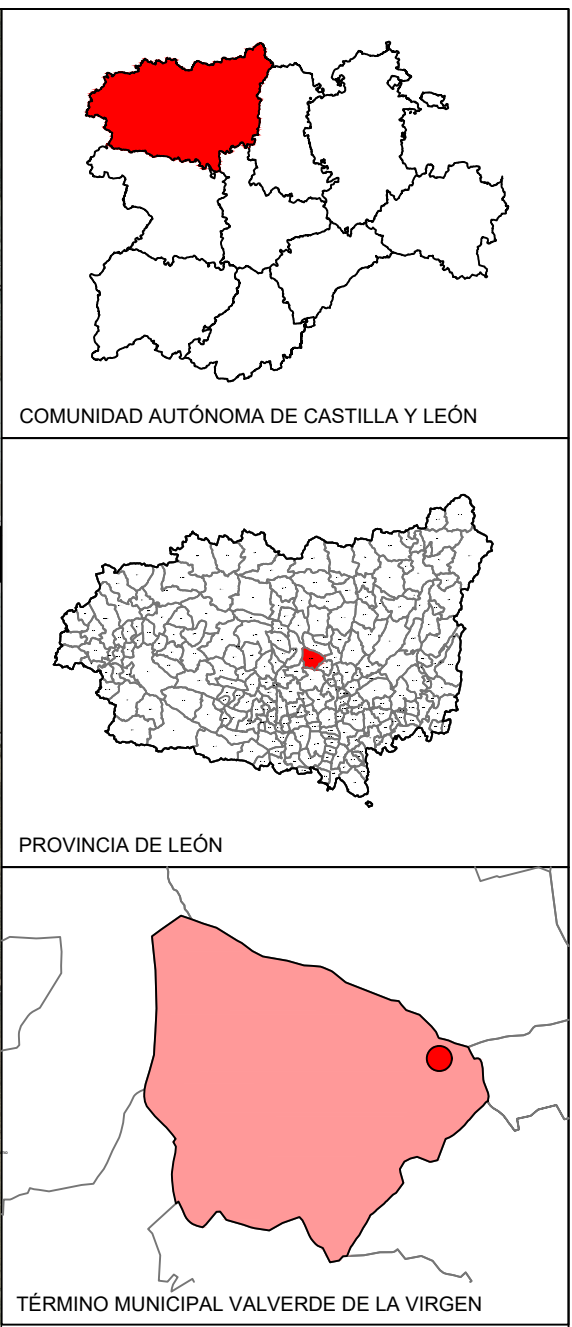 COMUNIDAD AUTÓNOMA DE CASTILLA Y LEÓN
PROVINCIA DE LEÓN
TÉRMINO MUNICIPAL VALVERDE DE LA VIRGEN